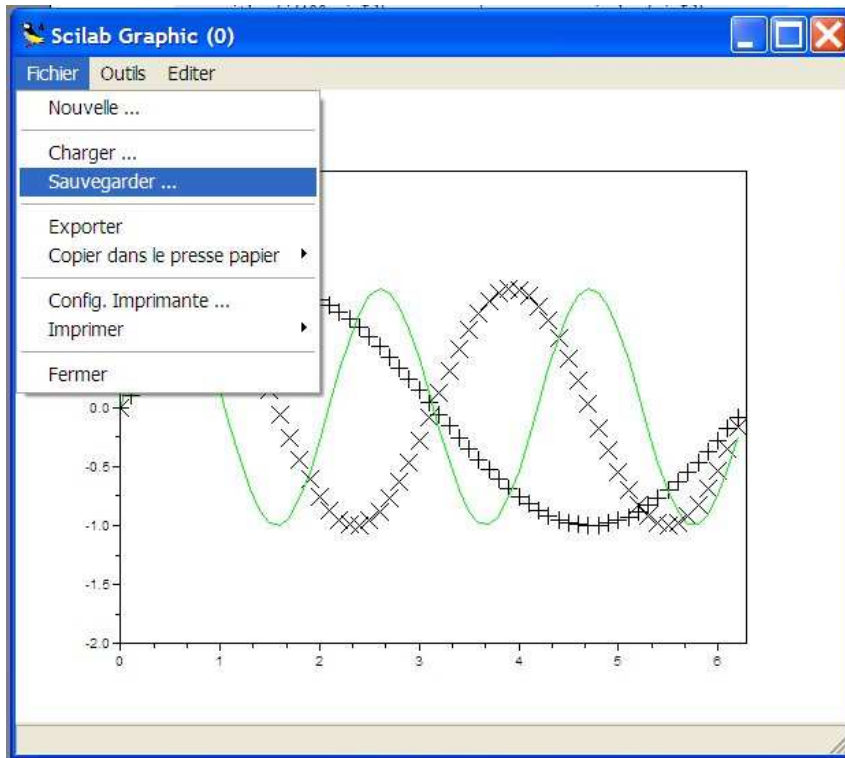 Scilab Graphic (0)
Fichier Outils Editer
Nouvelle ...
Charger ...
Sauvegarder ...
Exporter
Copier dans le presse papier
Config. Imprimante ...
Imprimer
Fermer
0.0
-0.5
-1.0
-1.5
-2.0
0 1 2 3 4 5 6